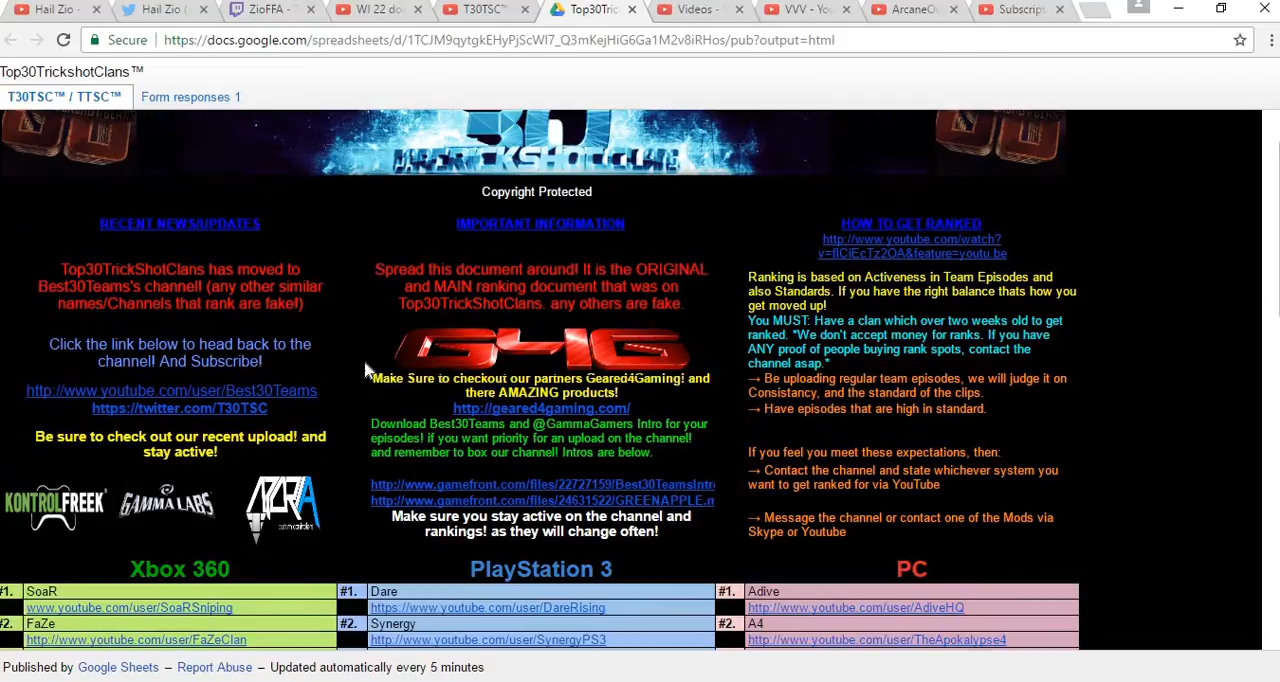 Hail Zio
Hail Zio (
ZioFFA -
WI 22 do
T30TSC™
Top30Tric
Videos -
VVV - Yo
ArcaneO
Subscript
Secure
https://docs.google.com/spreadsheets/d/1TCJM9qytgkEHyPjScWl7_Q3mKejHiG6Ga1M2v8iRHos/pub?output=html
Top30TrickshotClans™
T30TSC™ / TTSC™
Form responses 1
30
Copyright Protected
RECENT NEWS/UPDATES
Top30TrickShotClans has moved to
Best30Teams's channel! (any other similar
names/Channels that rank are fake!)
Click the link below to head back to the
channel! And Subscribe!
http://www.youtube.com/user/Best30Teams
https://twitter.com/T30TSC
Be sure to check out our recent upload! and
stay active!
KONTROLFREEK
GAMMALABS
IMPORTANT INFORMATION
Spread this document around! It is the ORIGINAL
and MAIN ranking document that was on
Top30TrickShotClans. any others are fake.
G4G
Make Sure to checkout our partners Geared4Gaming! and
there AMAZING products!
http://geared4gaming.com/
Download Best30Teams and @GammaGamers Intro for your
episodes! if you want priority for an upload on the channel!
and remember to box our channel! Intros are below.
http://www.gamefront.com/files/22727159/Best30TeamsIntr
http://www.gamefront.com/files/24631522/GREENAPPLE.m
Make sure you stay active on the channel and
rankings! as they will change often!
HOW TO GET RANKED
http://www.youtube.com/watch?
v=flCiEcTz2OA&feature=youtu.be
Ranking is based on Activeness in Team Episodes and
also Standards. If you have the right balance thats how you
get moved up!
You MUST: Have a clan which over two weeks old to get
ranked. *We don't accept money for ranks. If you have
ANY proof of people buying rank spots, contact the
channel asap.*
→ Be uploading regular team episodes, we will judge it on
Consistancy, and the standard of the clips.
→ Have episodes that are high in standard.
If you feel you meet these expectations, then:
→ Contact the channel and state whichever system you
want to get ranked for via YouTube
→ Message the channel or contact one of the Mods via
Skype or Youtube
Xbox 360
#1. SoaR
www.youtube.com/user/SoaRSniping
#2. FaZe
http://www.youtube.com/user/FaZeClan
PlayStation 3
#1. Dare
https://www.youtube.com/user/DareRising
#2. Synergy
http://www.youtube.com/user/SynergyPS3
PC
#1. Adive
http://www.youtube.com/user/AdiveHQ
#2. A4
http://www.youtube.com/user/TheApokalypse4
Published by Google Sheets – Report Abuse – Updated automatically every 5 minutes